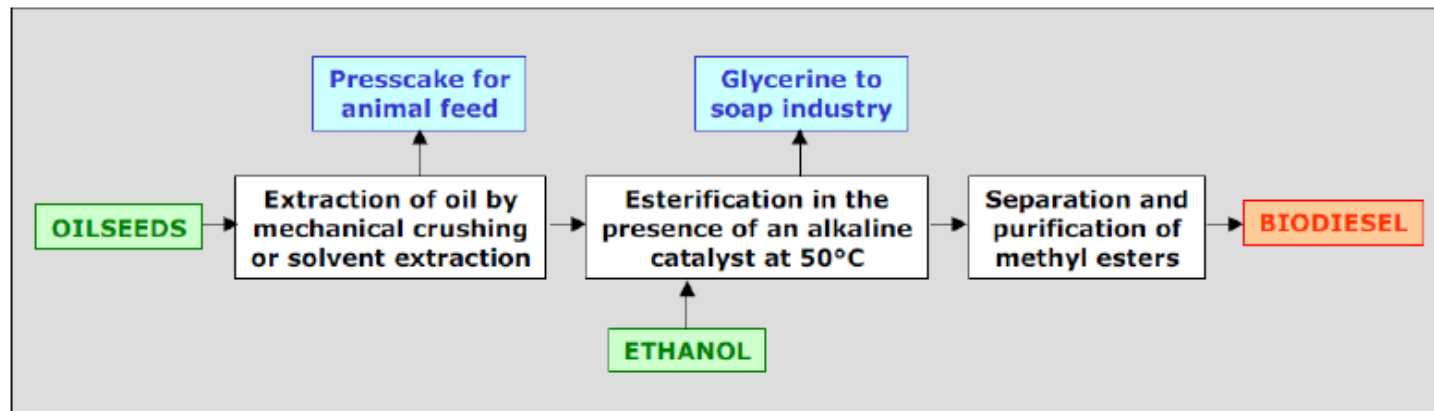 Presscake for
animal feed
Glycerine to
soap industry
OILSEEDS
Extraction of oil by
mechanical crushing
or solvent extraction
Esterification in the
presence of an alkaline
catalyst at 50°C
Separation and
purification of
methyl esters
BIODIESEL
ETHANOL